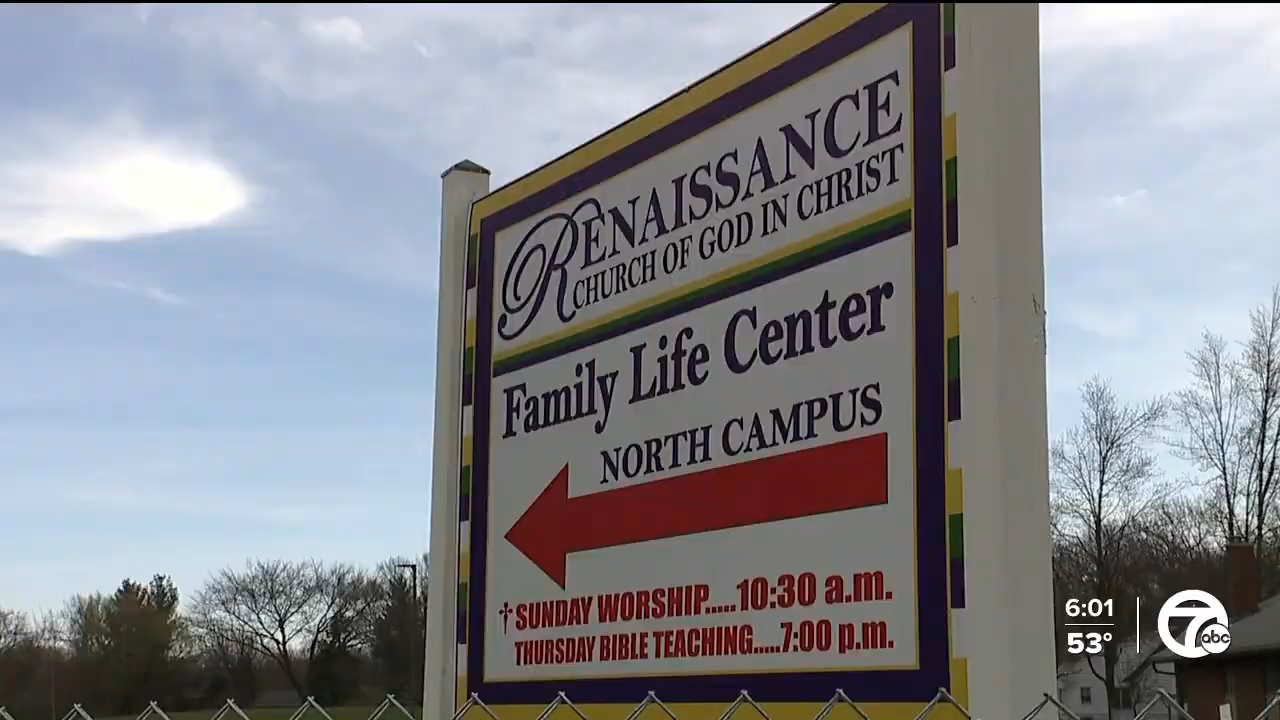 RENAISSANCE
CHURCH OF GOD IN CHRIST
Family Life Center
NORTH CAMPUS
†SUNDAY WORSHIP.....10:30 a.m.
THURSDAY BIBLE TEACHING.....7:00 p.m.
6:01
53°
7 abc